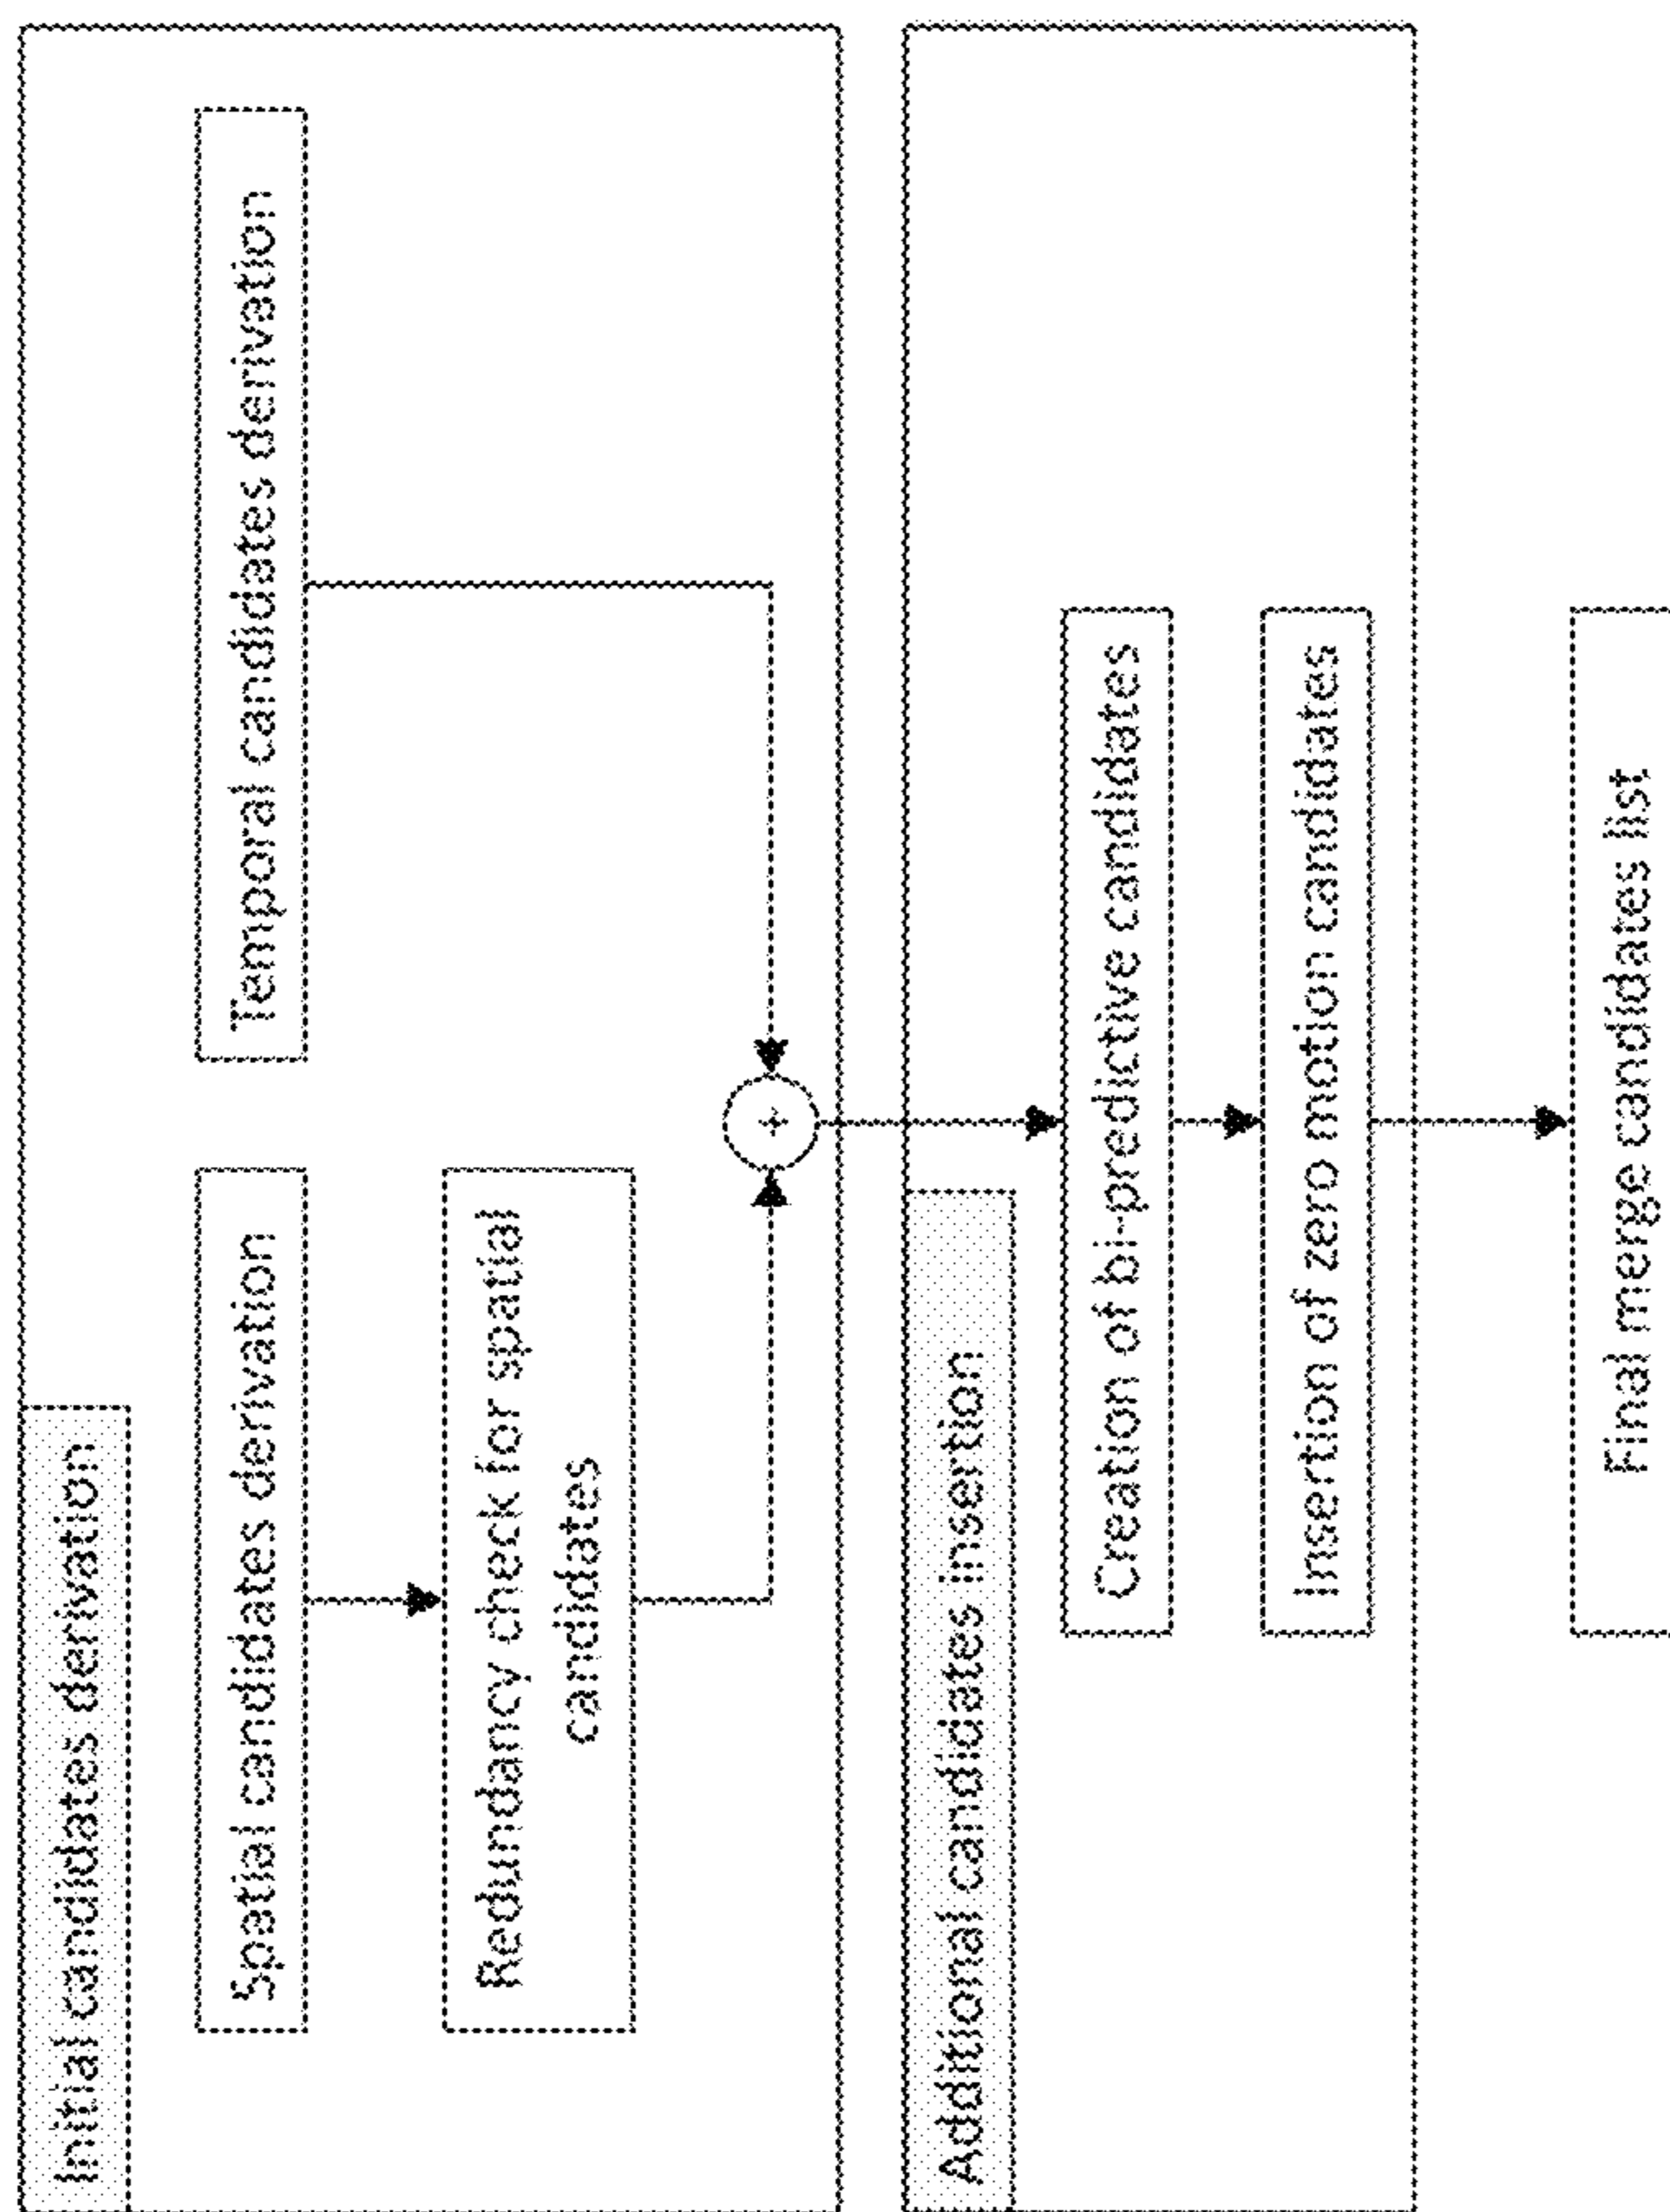 Initial candidates derivation
Spatial candidates derivation
Temporal candidates derivation
Redundancy check for spatial
candidates
+
Additional candidates insertion
Creation of bi-predictive candidates
Insertion of zero motion candidates
Final merge candidates list